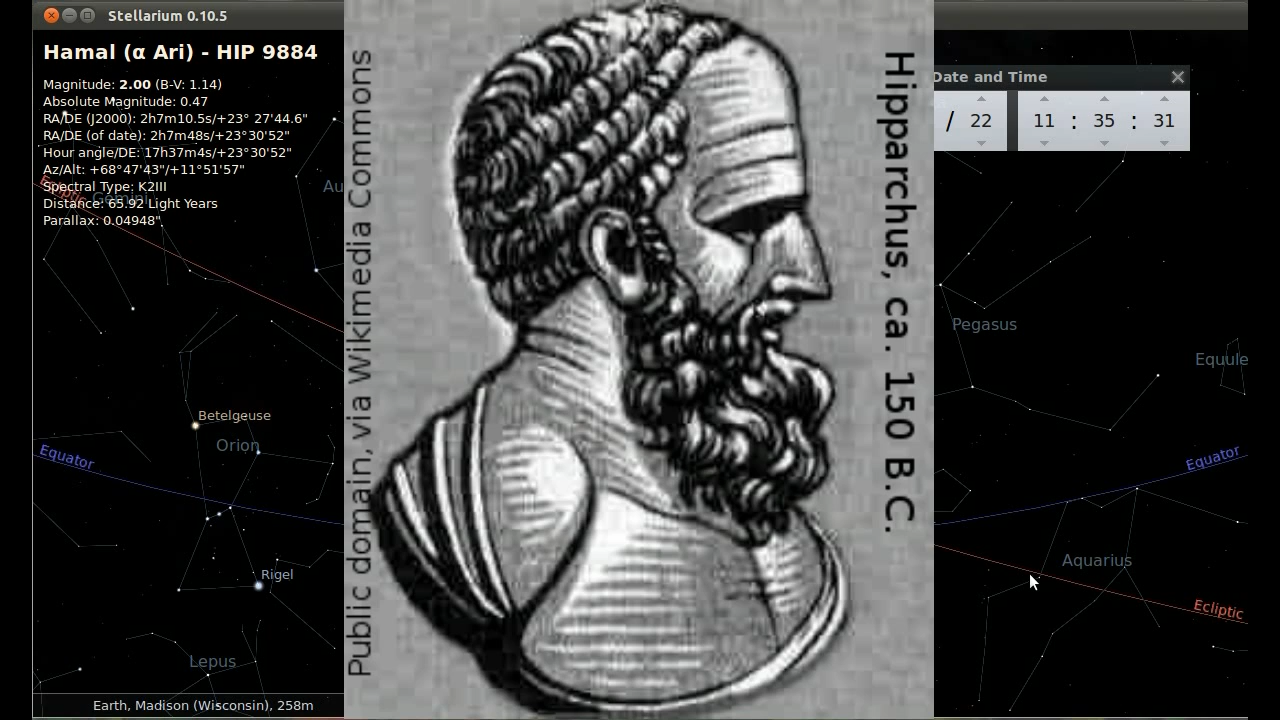 Stellarium 0.10.5
Hamal (α Ari) - HIP 9884
Magnitude: 2.00 (B-V: 1.14)
Absolute Magnitude: 0.47
RA/DE (J2000): 2h7m10.5s/+23° 27'44.6"
RA/DE (of date): 2h7m48s/+23°30'52"
Hour angle/DE: 17h37m4s/+23°30'52"
Az/Alt: +68°47'43"/+11°51'57"
Spectral Type: K2III
Distance: 65.92 Light Years
Parallax: 0.04948"
Ecliptic
Gemini
Au
Betelgeuse
Orion
Equator
Rigel
Lepus
Earth, Madison (Wisconsin), 258m
Public domain, via Wikimedia Commons
Hipparchus, ca. 150 B.C.
Date and Time
/ 22 11 : 35 : 31
Pegasus
Equule
Equator
Aquarius
Ecliptic